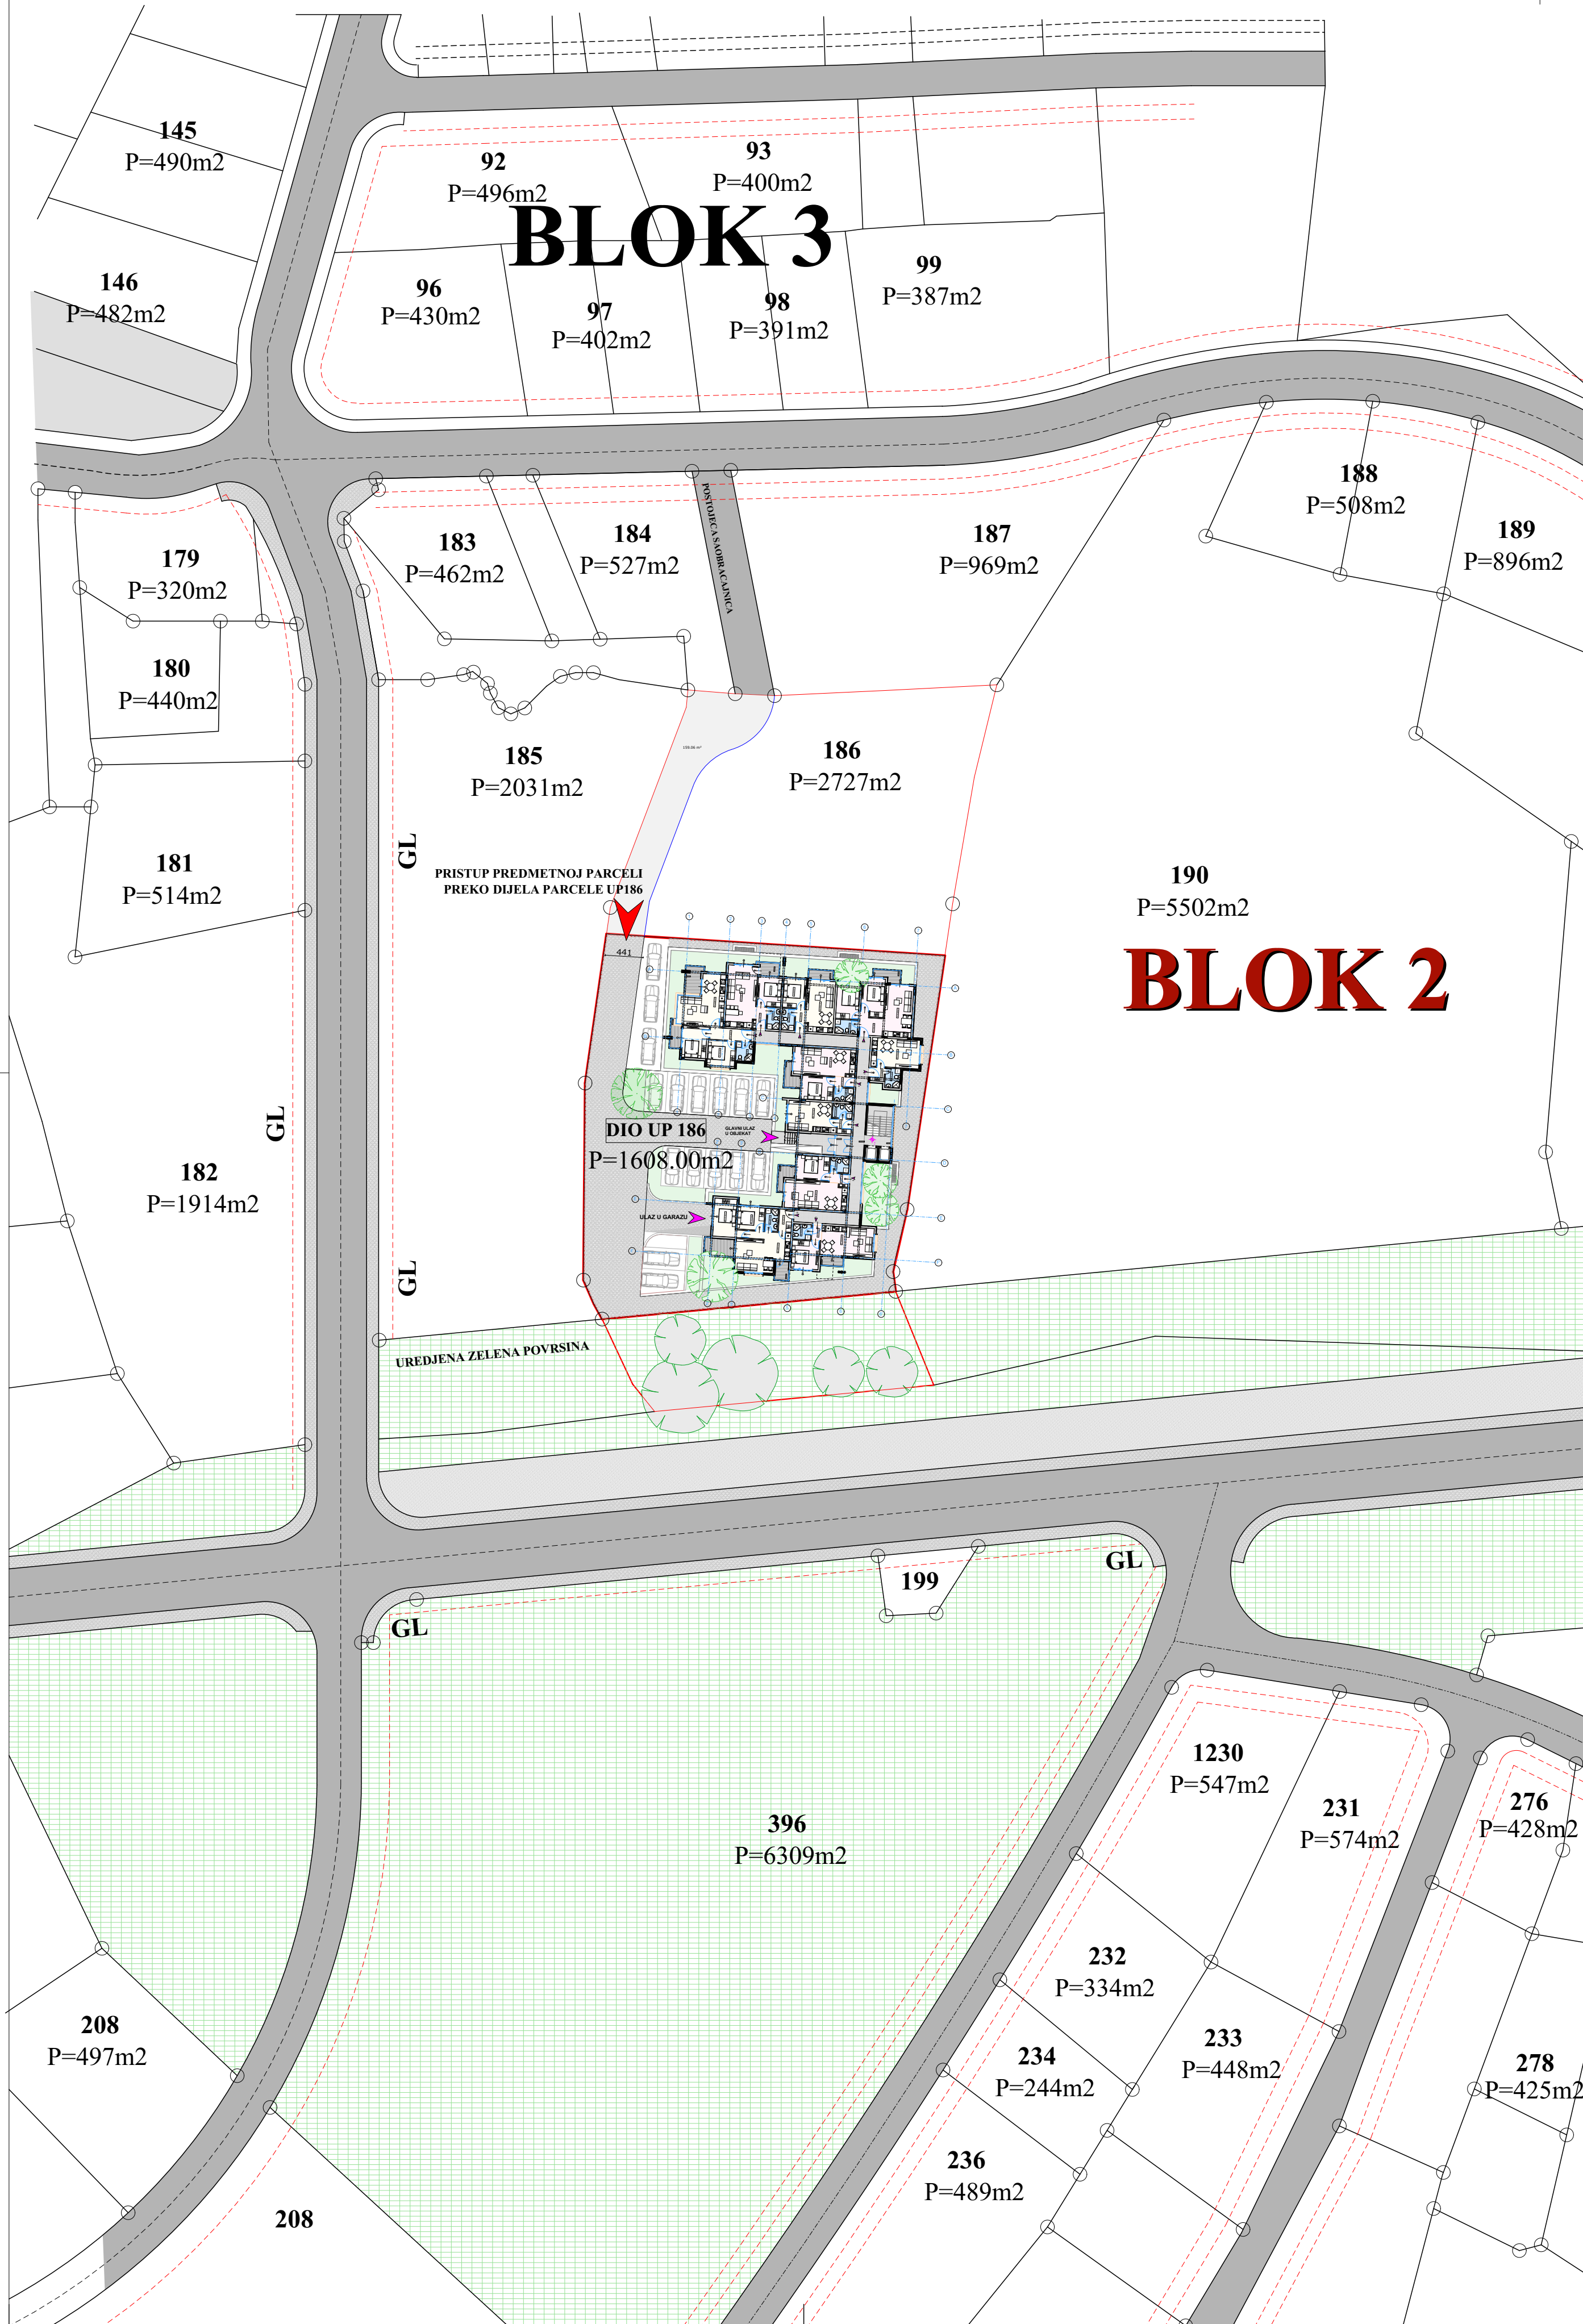 145
P=490m2
92
P=496m2
93
P=400m2
BLOK 3
146
P=482m2
96
P=430m2
97
P=402m2
98
P=391m2
99
P=387m2
188
P=508m2
189
P=896m2
183
P=462m2
184
P=527m2
POSTOJECA SAOBRACAJNICA
187
P=969m2
179
P=320m2
180
P=440m2
185
P=2031m2
186
P=2727m2
181
P=514m2
GL
PRISTUP PREDMETNOJ PARCELI
PREKO DIJELA PARCELE UP186
190
P=5502m2
BLOK 2
441
GL
DIO UP 186
P=1608.00m2
GLAVNI ULAZ
U OBJEKAT
182
P=1914m2
ULAZ U GARAZU
GL
UREDJENA ZELENA POVRSINA
199
GL
GL
1230
P=547m2
231
P=574m2
276
P=428m2
396
P=6309m2
232
P=334m2
233
P=448m2
234
P=244m2
208
P=497m2
278
P=425m2
236
P=489m2
208